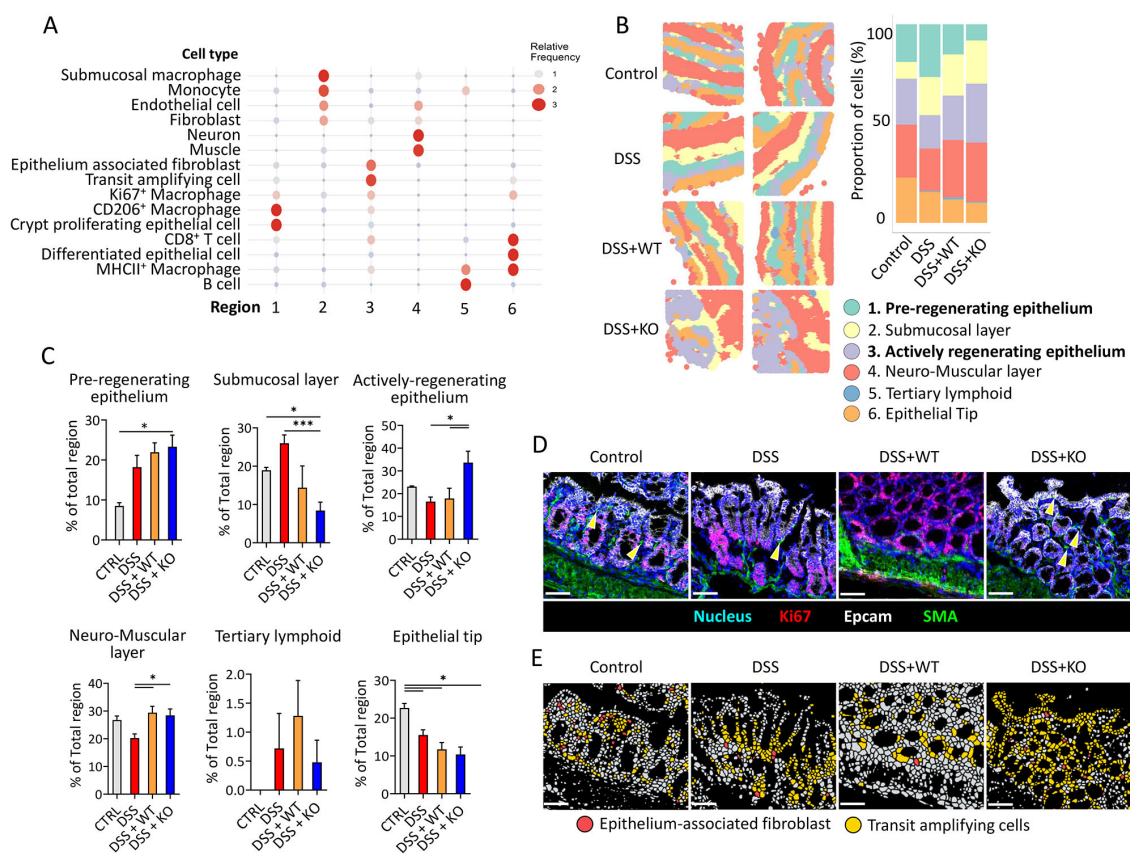 A
Cell type
Relative
Frequency
1
2
3
Submucosal macrophage
Monocyte
Endothelial cell
Fibroblast
Neuron
Muscle
Epithelium associated fibroblast
Transit amplifying cell
Ki67⁺ Macrophage
CD206⁺ Macrophage
Crypt proliferating epithelial cell
CD8⁺ T cell
Differentiated epithelial cell
MHCII⁺ Macrophage
B cell
Region 1 2 3 4 5 6
B
Control
DSS
DSS+WT
DSS+KO
Proportion of cells (%)
100
50
0
Control
DSS
DSS+WT
DSS+KO
1. Pre-regenerating epithelium
2. Submucosal layer
3. Actively regenerating epithelium
4. Neuro-Muscular layer
5. Tertiary lymphoid
6. Epithelial Tip
C
Pre-regenerating
epithelium
% of Total region
30
20
10
0
*
CTRL
DSS
DSS + WT
DSS + KO
Submucosal layer
% of Total region
30
20
10
0
*
***
CTRL
DSS
DSS + WT
DSS + KO
Actively-regenerating
epithelium
% of Total region
50
40
30
20
10
0
*
CTRL
DSS
DSS + WT
DSS + KO
Neuro-Muscular
layer
% of Total region
40
30
20
10
0
*
CTRL
DSS
DSS + WT
DSS + KO
Tertiary lymphoid
% of Total region
2.0
1.5
1.0
0.5
0.0
CTRL
DSS
DSS + WT
DSS + KO
Epithelial tip
% of Total region
30
20
10
0
*
CTRL
DSS
DSS + WT
DSS + KO
D
Control DSS DSS+WT DSS+KO
Nucleus Ki67 Epcam SMA
E
Control DSS DSS+WT DSS+KO
Epithelium-associated fibroblast Transit amplifying cells